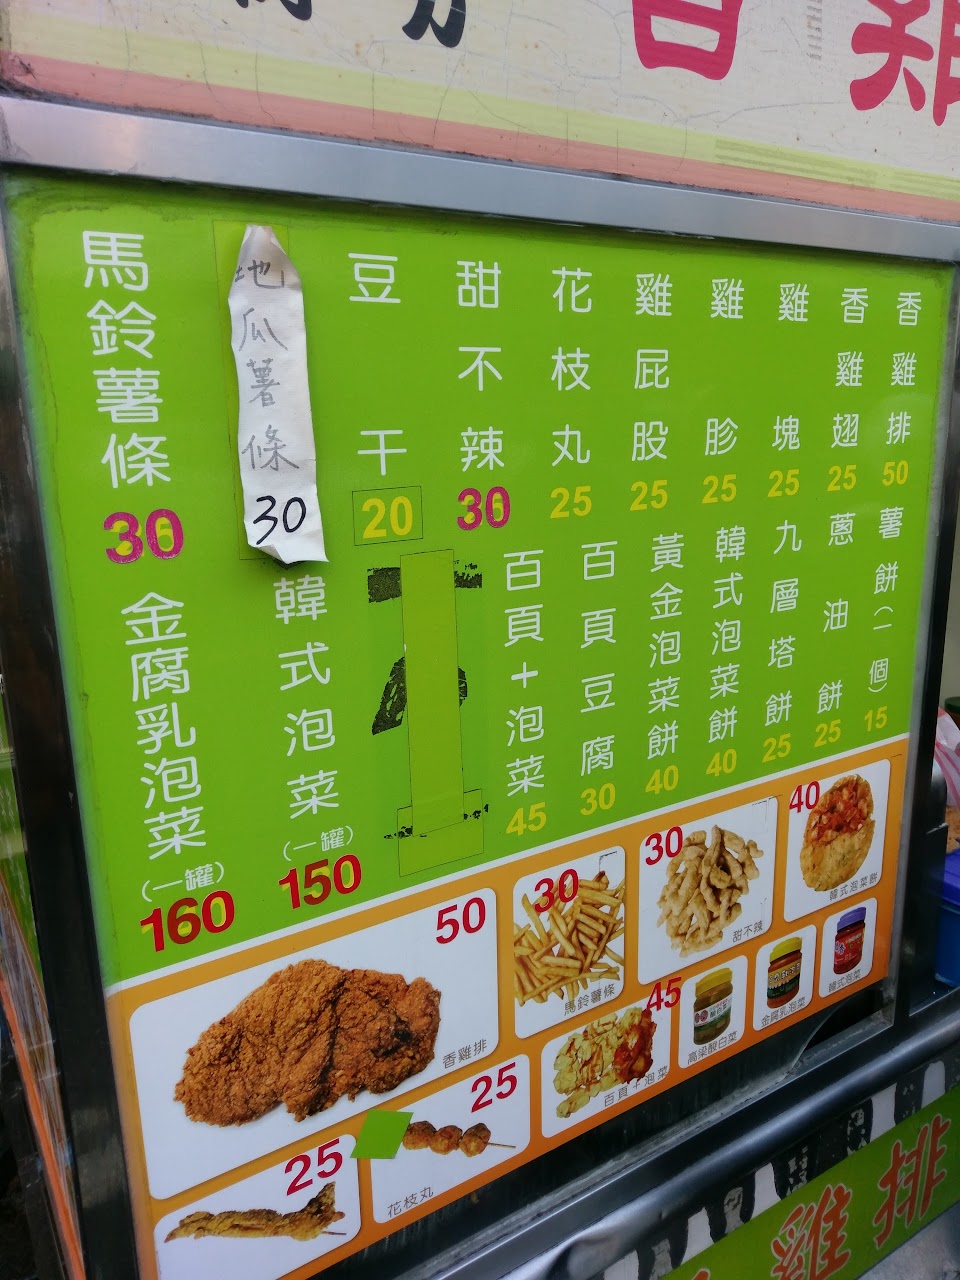 香雞
香雞排 50
香雞翅 25
雞塊 25
雞胗 25
雞屁股 25
花枝丸 25
甜不辣 30
豆干 20
地瓜薯條 30
馬鈴薯條 30
薯餅(一個) 15
蔥油餅 25
九層塔餅 25
韓式泡菜餅 40
黃金泡菜餅 40
百頁豆腐 30
百頁+泡菜 45
韓式泡菜(一罐) 150
金腐乳泡菜(一罐) 160
50
香雞排
30
馬鈴薯條
30
甜不辣
40
韓式泡菜餅
25
25
花枝丸
45
百頁+泡菜
高梁酸白菜
金腐乳泡菜
韓式泡菜
雞排